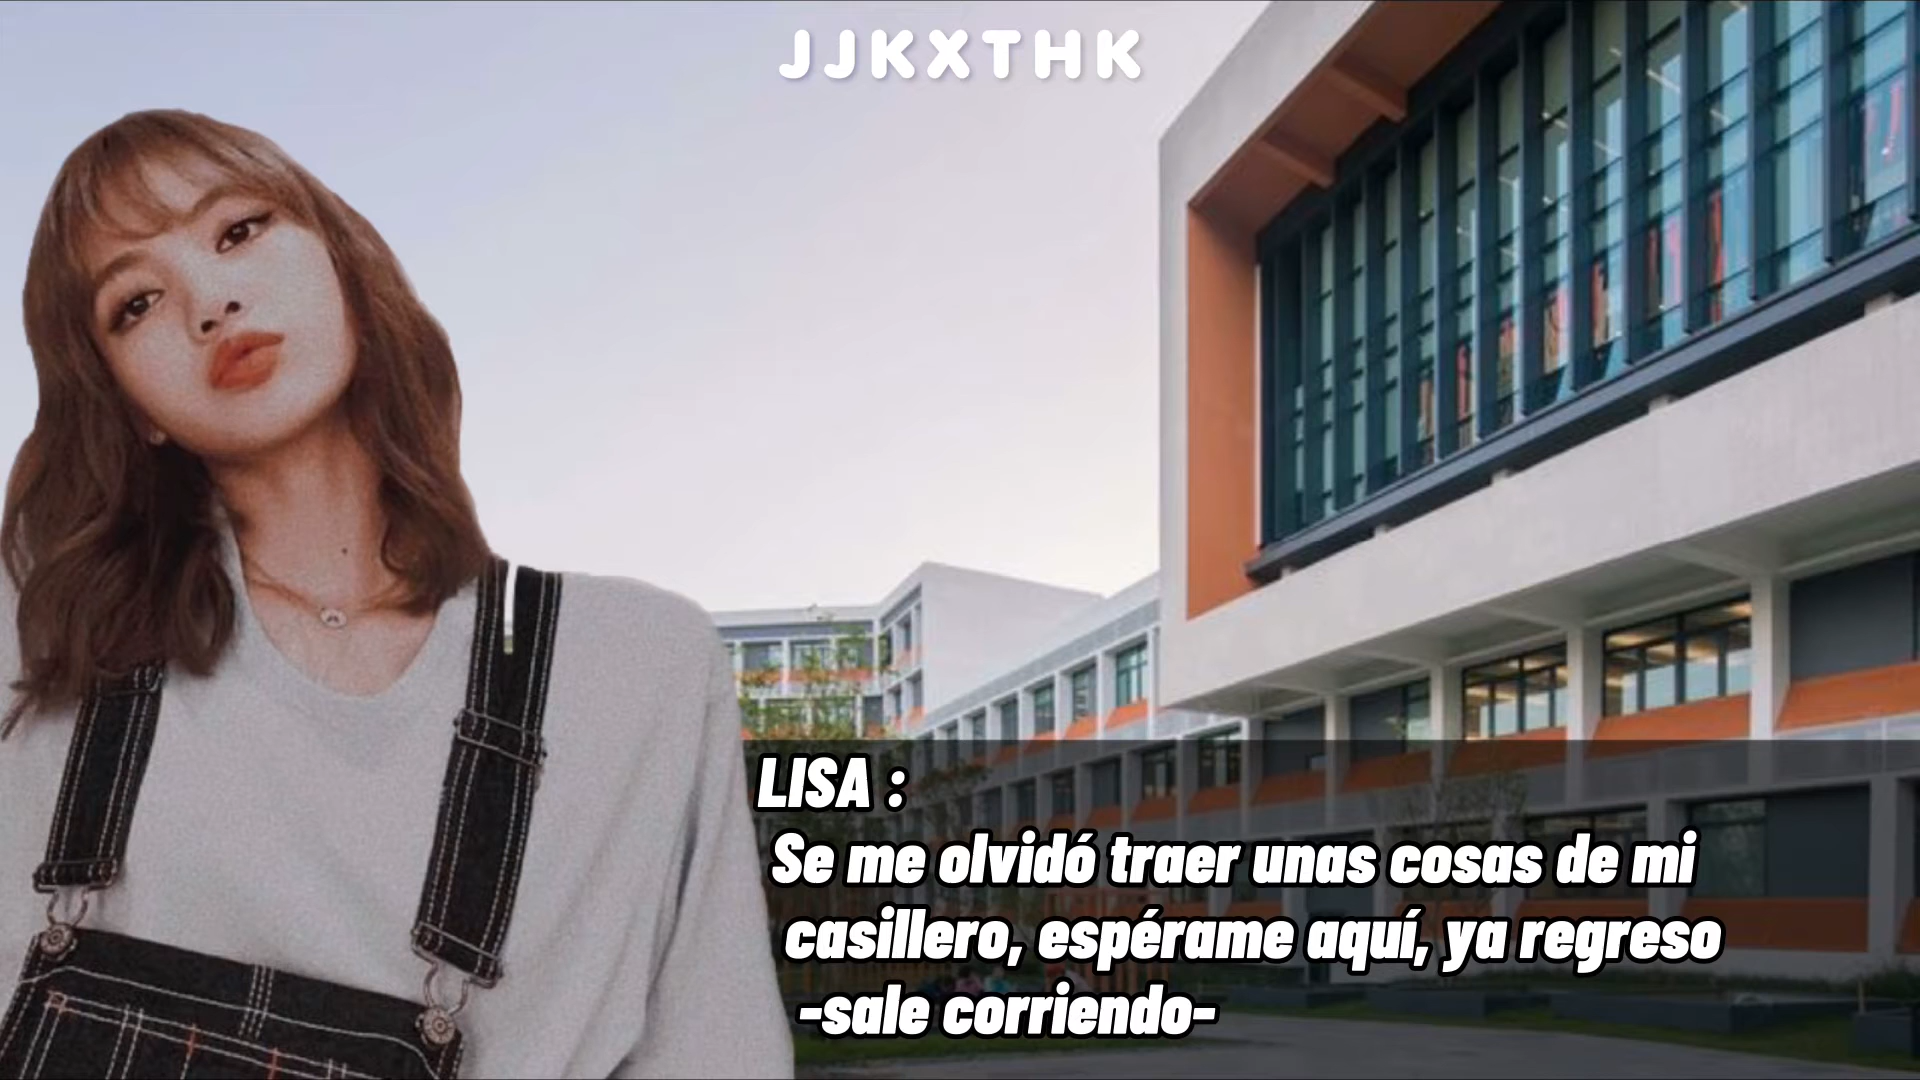 JJKXTHK
LISA :
Se me olvidó traer unas cosas de mi
casillero, espérame aquí, ya regreso
-sale corriendo-